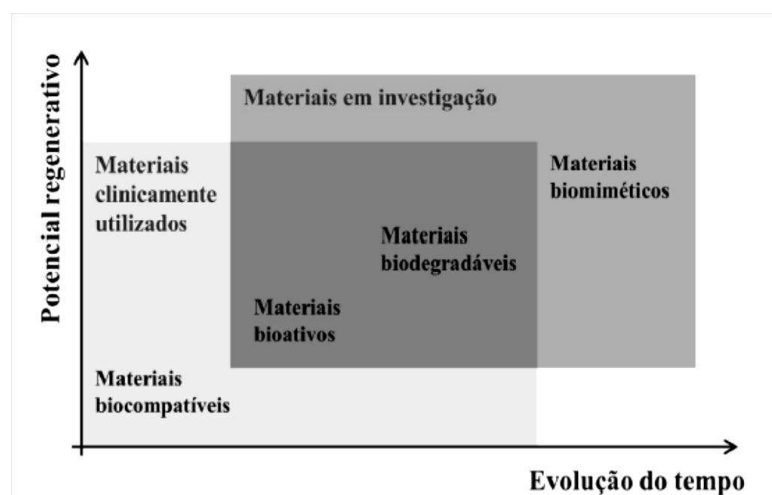 Potencial regenerativo
Materiais em investigação
Materiais
clinicamente
utilizados
Materiais
biomiméticos
Materiais
biodegradáveis
Materiais
bioativos
Materiais
biocompatíveis
Evolução do tempo